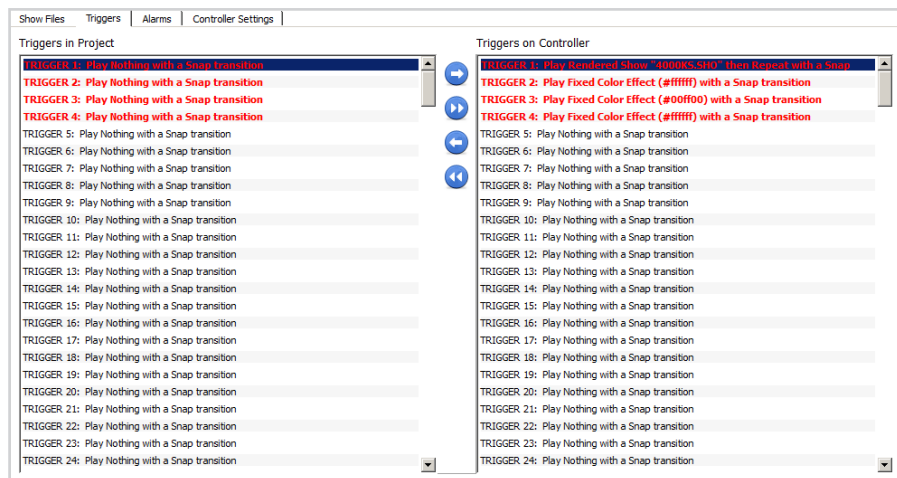 Show Files Triggers Alarms Controller Settings
Triggers in Project
TRIGGER 1: Play Nothing with a Snap transition
TRIGGER 2: Play Nothing with a Snap transition
TRIGGER 3: Play Nothing with a Snap transition
TRIGGER 4: Play Nothing with a Snap transition
TRIGGER 5: Play Nothing with a Snap transition
TRIGGER 6: Play Nothing with a Snap transition
TRIGGER 7: Play Nothing with a Snap transition
TRIGGER 8: Play Nothing with a Snap transition
TRIGGER 9: Play Nothing with a Snap transition
TRIGGER 10: Play Nothing with a Snap transition
TRIGGER 11: Play Nothing with a Snap transition
TRIGGER 12: Play Nothing with a Snap transition
TRIGGER 13: Play Nothing with a Snap transition
TRIGGER 14: Play Nothing with a Snap transition
TRIGGER 15: Play Nothing with a Snap transition
TRIGGER 16: Play Nothing with a Snap transition
TRIGGER 17: Play Nothing with a Snap transition
TRIGGER 18: Play Nothing with a Snap transition
TRIGGER 19: Play Nothing with a Snap transition
TRIGGER 20: Play Nothing with a Snap transition
TRIGGER 21: Play Nothing with a Snap transition
TRIGGER 22: Play Nothing with a Snap transition
TRIGGER 23: Play Nothing with a Snap transition
TRIGGER 24: Play Nothing with a Snap transition
Triggers on Controller
TRIGGER 1: Play Rendered Show "4000KS.SHO" then Repeat with a Snap
TRIGGER 2: Play Fixed Color Effect (#ffffff) with a Snap transition
TRIGGER 3: Play Fixed Color Effect (#00ff00) with a Snap transition
TRIGGER 4: Play Fixed Color Effect (#ffffff) with a Snap transition
TRIGGER 5: Play Nothing with a Snap transition
TRIGGER 6: Play Nothing with a Snap transition
TRIGGER 7: Play Nothing with a Snap transition
TRIGGER 8: Play Nothing with a Snap transition
TRIGGER 9: Play Nothing with a Snap transition
TRIGGER 10: Play Nothing with a Snap transition
TRIGGER 11: Play Nothing with a Snap transition
TRIGGER 12: Play Nothing with a Snap transition
TRIGGER 13: Play Nothing with a Snap transition
TRIGGER 14: Play Nothing with a Snap transition
TRIGGER 15: Play Nothing with a Snap transition
TRIGGER 16: Play Nothing with a Snap transition
TRIGGER 17: Play Nothing with a Snap transition
TRIGGER 18: Play Nothing with a Snap transition
TRIGGER 19: Play Nothing with a Snap transition
TRIGGER 20: Play Nothing with a Snap transition
TRIGGER 21: Play Nothing with a Snap transition
TRIGGER 22: Play Nothing with a Snap transition
TRIGGER 23: Play Nothing with a Snap transition
TRIGGER 24: Play Nothing with a Snap transition